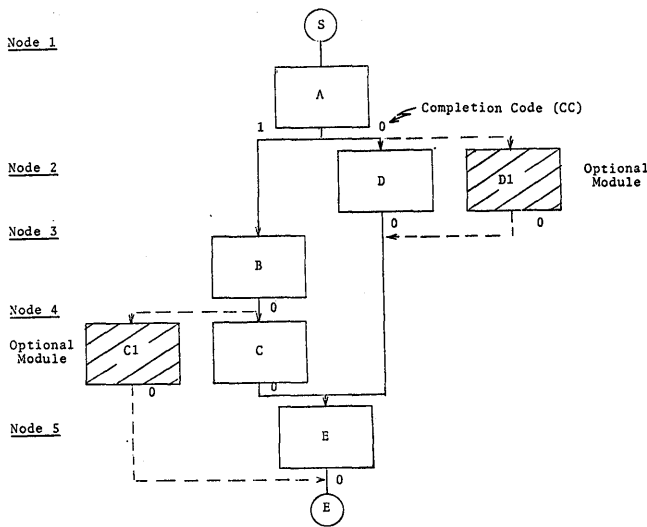 S
Node 1
A
Completion Code (CC)
1
0
Node 2
D
D1
Optional
Module
0
0
Node 3
B
0
Node 4
Optional
Module
C1
C
0
0
Node 5
E
0
E